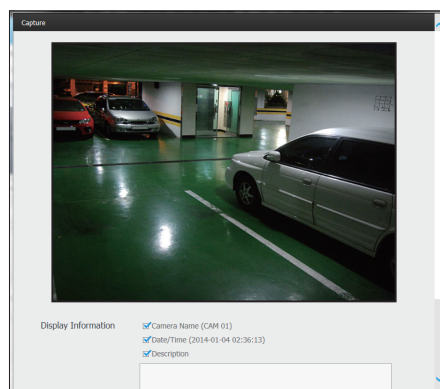 Capture
Display Information
Camera Name (CAM 01)
Date/Time (2014-01-04 02:36:13)
Description